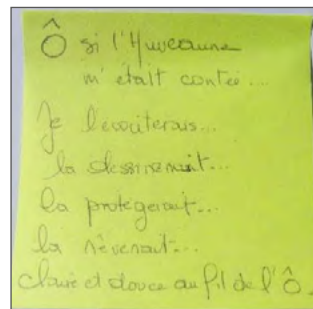 Ô si l'Huveaune
m'était contée...
Je l'écouterais...
la dessinerait...
la protégerait...
la rêverait...
claire et douce au fil de l'Ô.